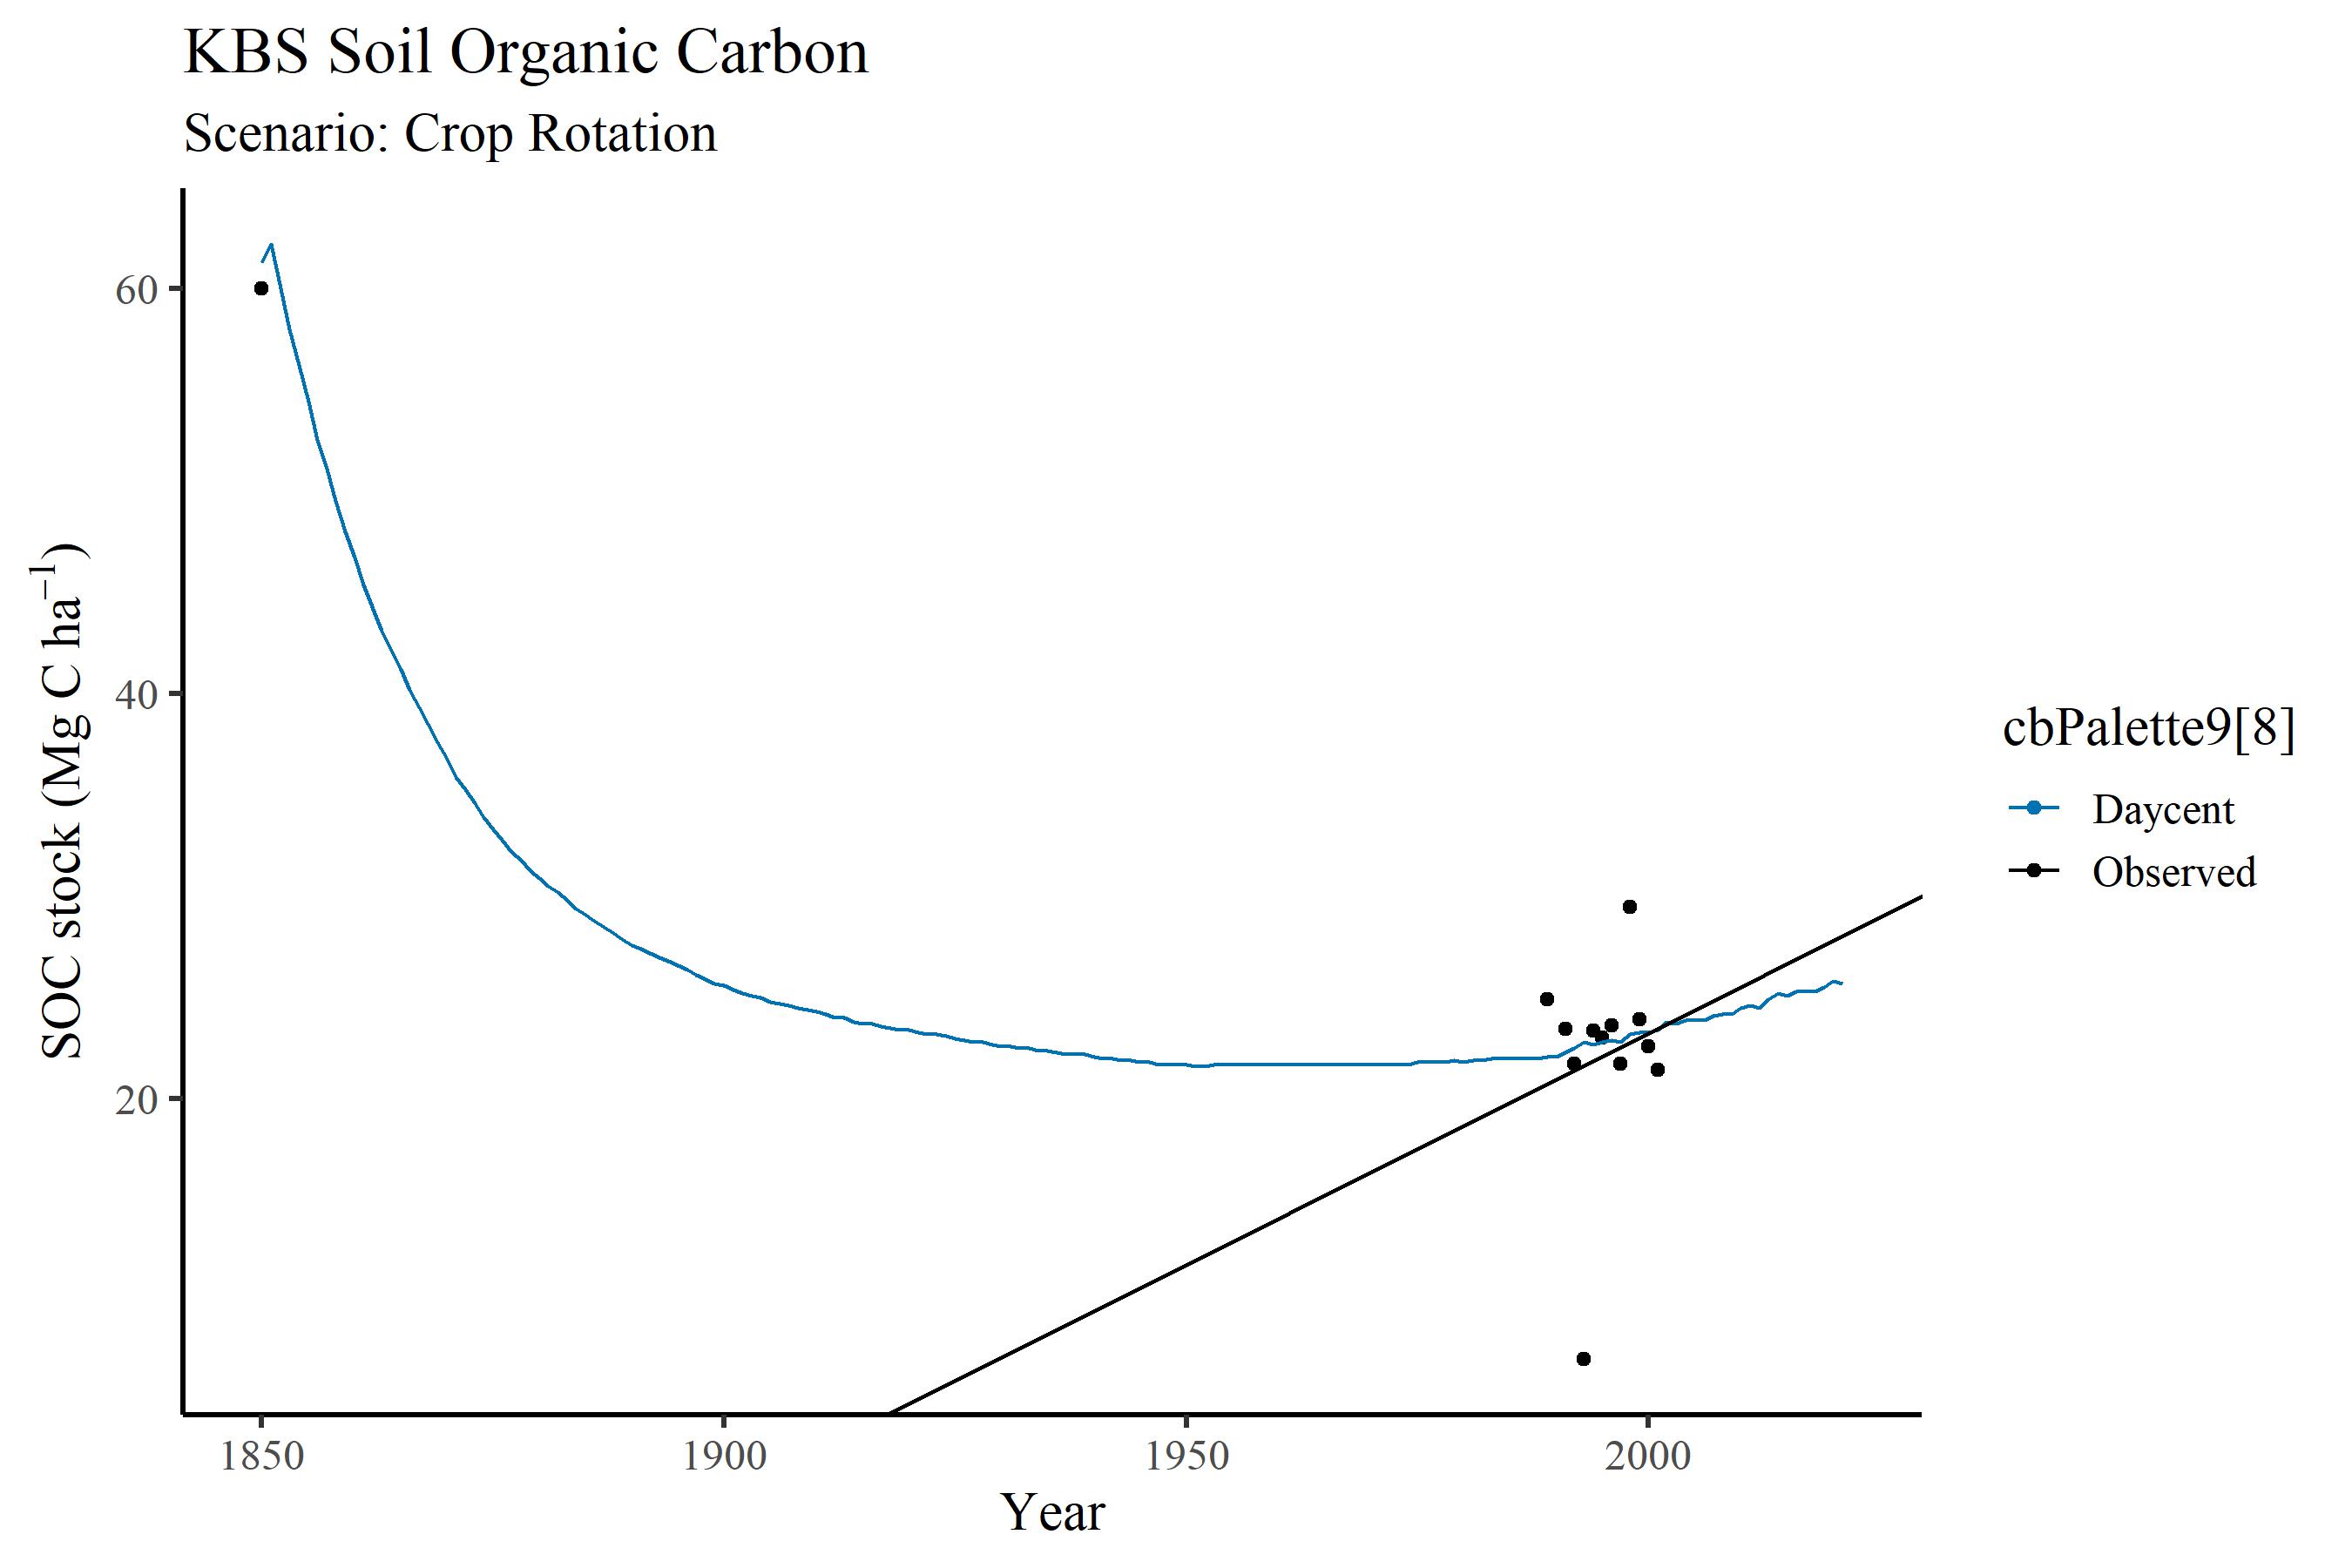 KBS Soil Organic Carbon
Scenario: Crop Rotation
SOC stock (Mg C ha⁻¹)
60
40
20
1850
1900
1950
2000
Year
cbPalette9[8]
Daycent
Observed